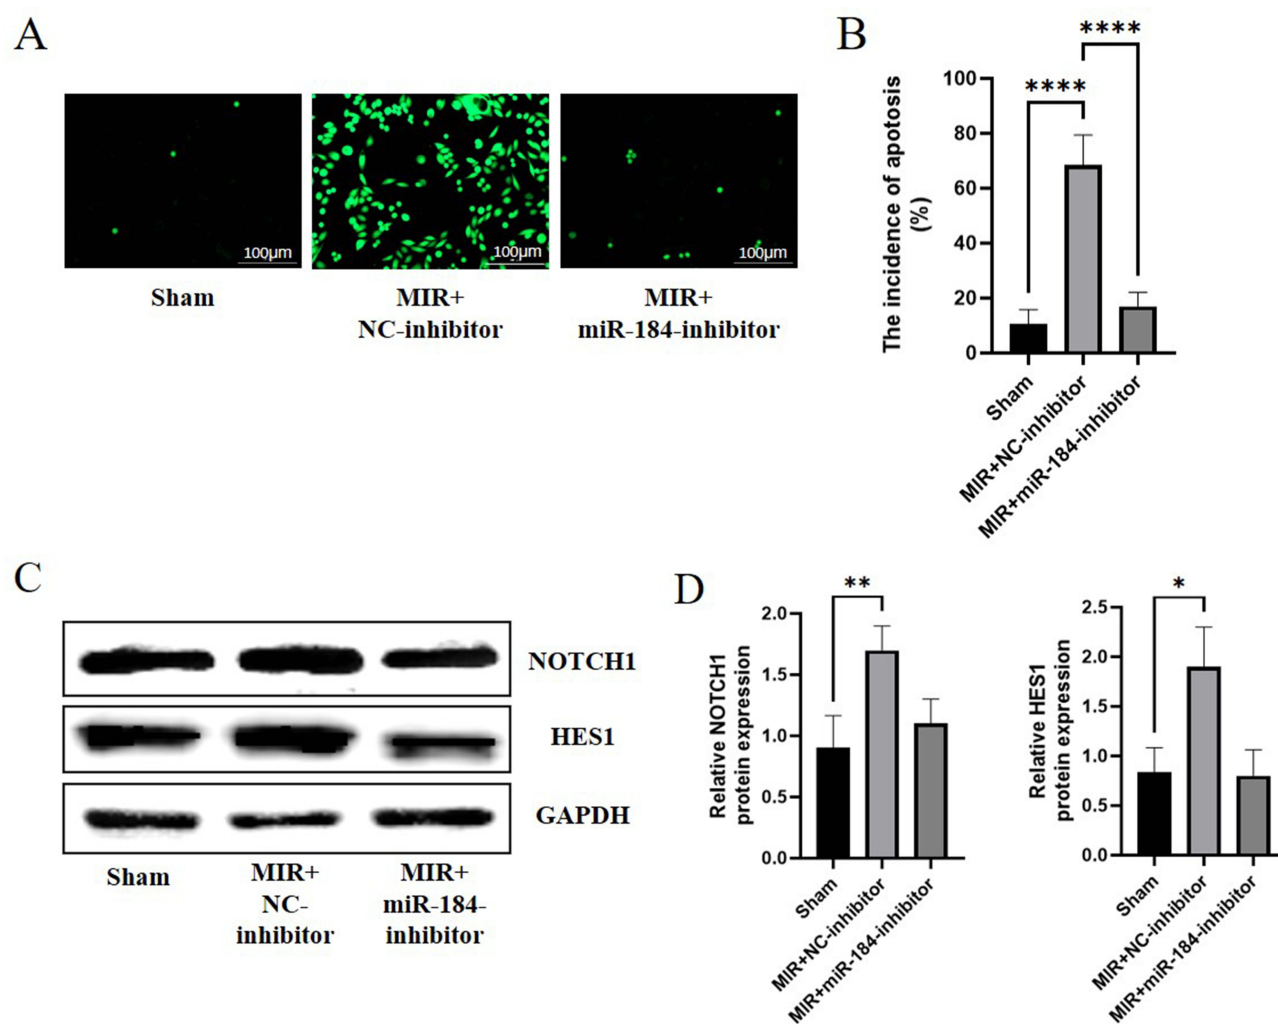 A
100µm
100µm
100µm
Sham
MIR+
NC-inhibitor
MIR+
miR-184-inhibitor
B
The incidence of apotosis
(%)
100
80
60
40
20
0
****
****
Sham
MIR+NC-inhibitor
MIR+miR-184-inhibitor
C
NOTCH1
HES1
GAPDH
Sham
MIR+
NC-
inhibitor
MIR+
miR-184-
inhibitor
D
Relative NOTCH1
protein expression
2.0
1.5
1.0
0.5
0.0
**
Sham
MIR+NC-inhibitor
MIR+miR-184-inhibitor
Relative HES1
protein expression
2.5
2.0
1.5
1.0
0.5
0.0
*
Sham
MIR+NC-inhibitor
MIR+miR-184-inhibitor